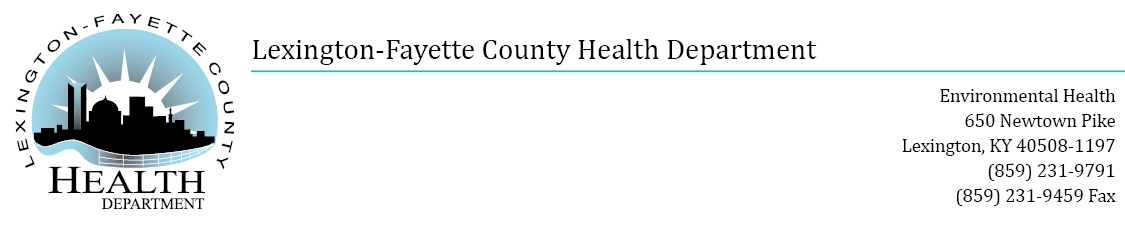 LEXINGTON-FAYETTE COUNTY
HEALTH
DEPARTMENT
Lexington-Fayette County Health Department
Environmental Health
650 Newtown Pike
Lexington, KY 40508-1197
(859) 231-9791
(859) 231-9459 Fax